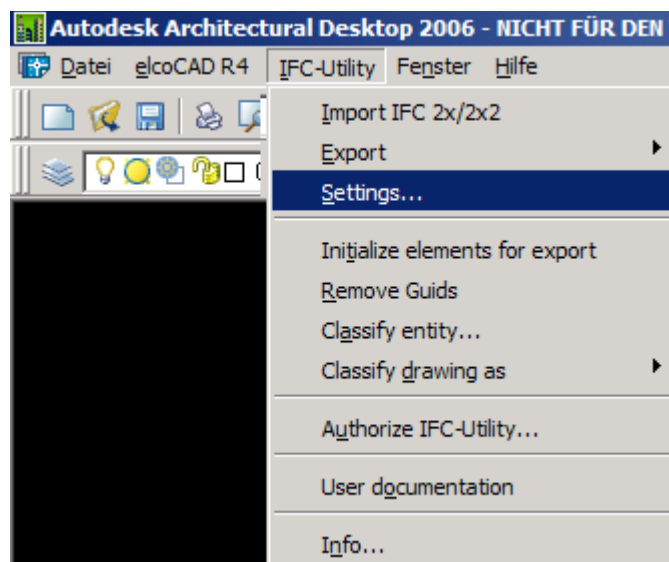 Autodesk Architectural Desktop 2006 - NICHT FÜR DEN
Datei elcoCAD R4 IFC-Utility Fenster Hilfe
Import IFC 2x/2x2
Export
Settings...
Initialize elements for export
Remove Guids
Classify entity...
Classify drawing as
Authorize IFC-Utility...
User documentation
Info...